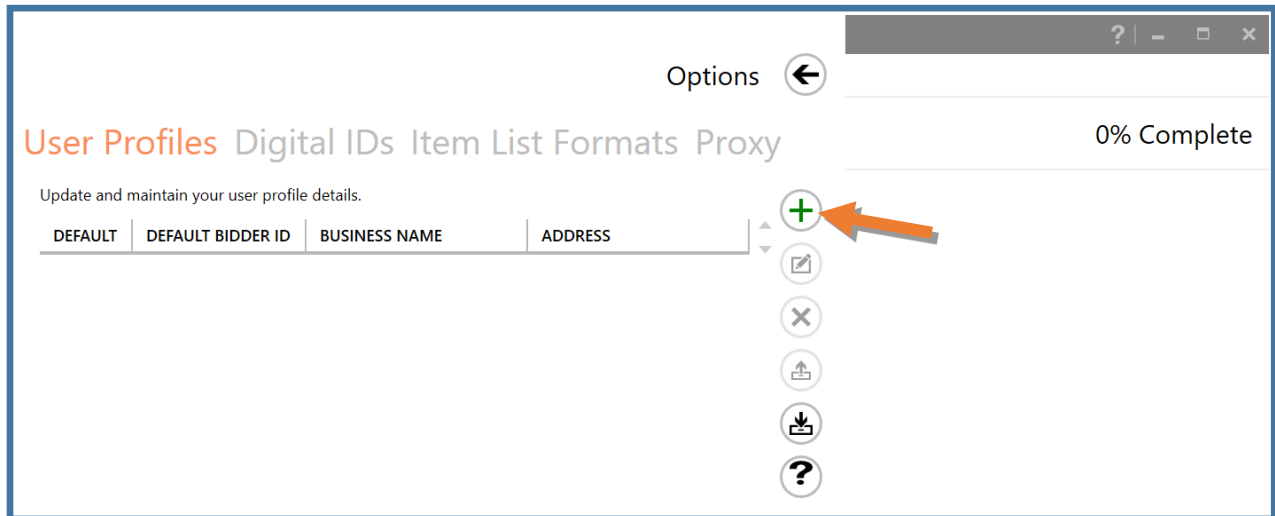 Options
User Profiles Digital IDs Item List Formats Proxy
0% Complete
Update and maintain your user profile details.
DEFAULT DEFAULT BIDDER ID BUSINESS NAME ADDRESS
?
?